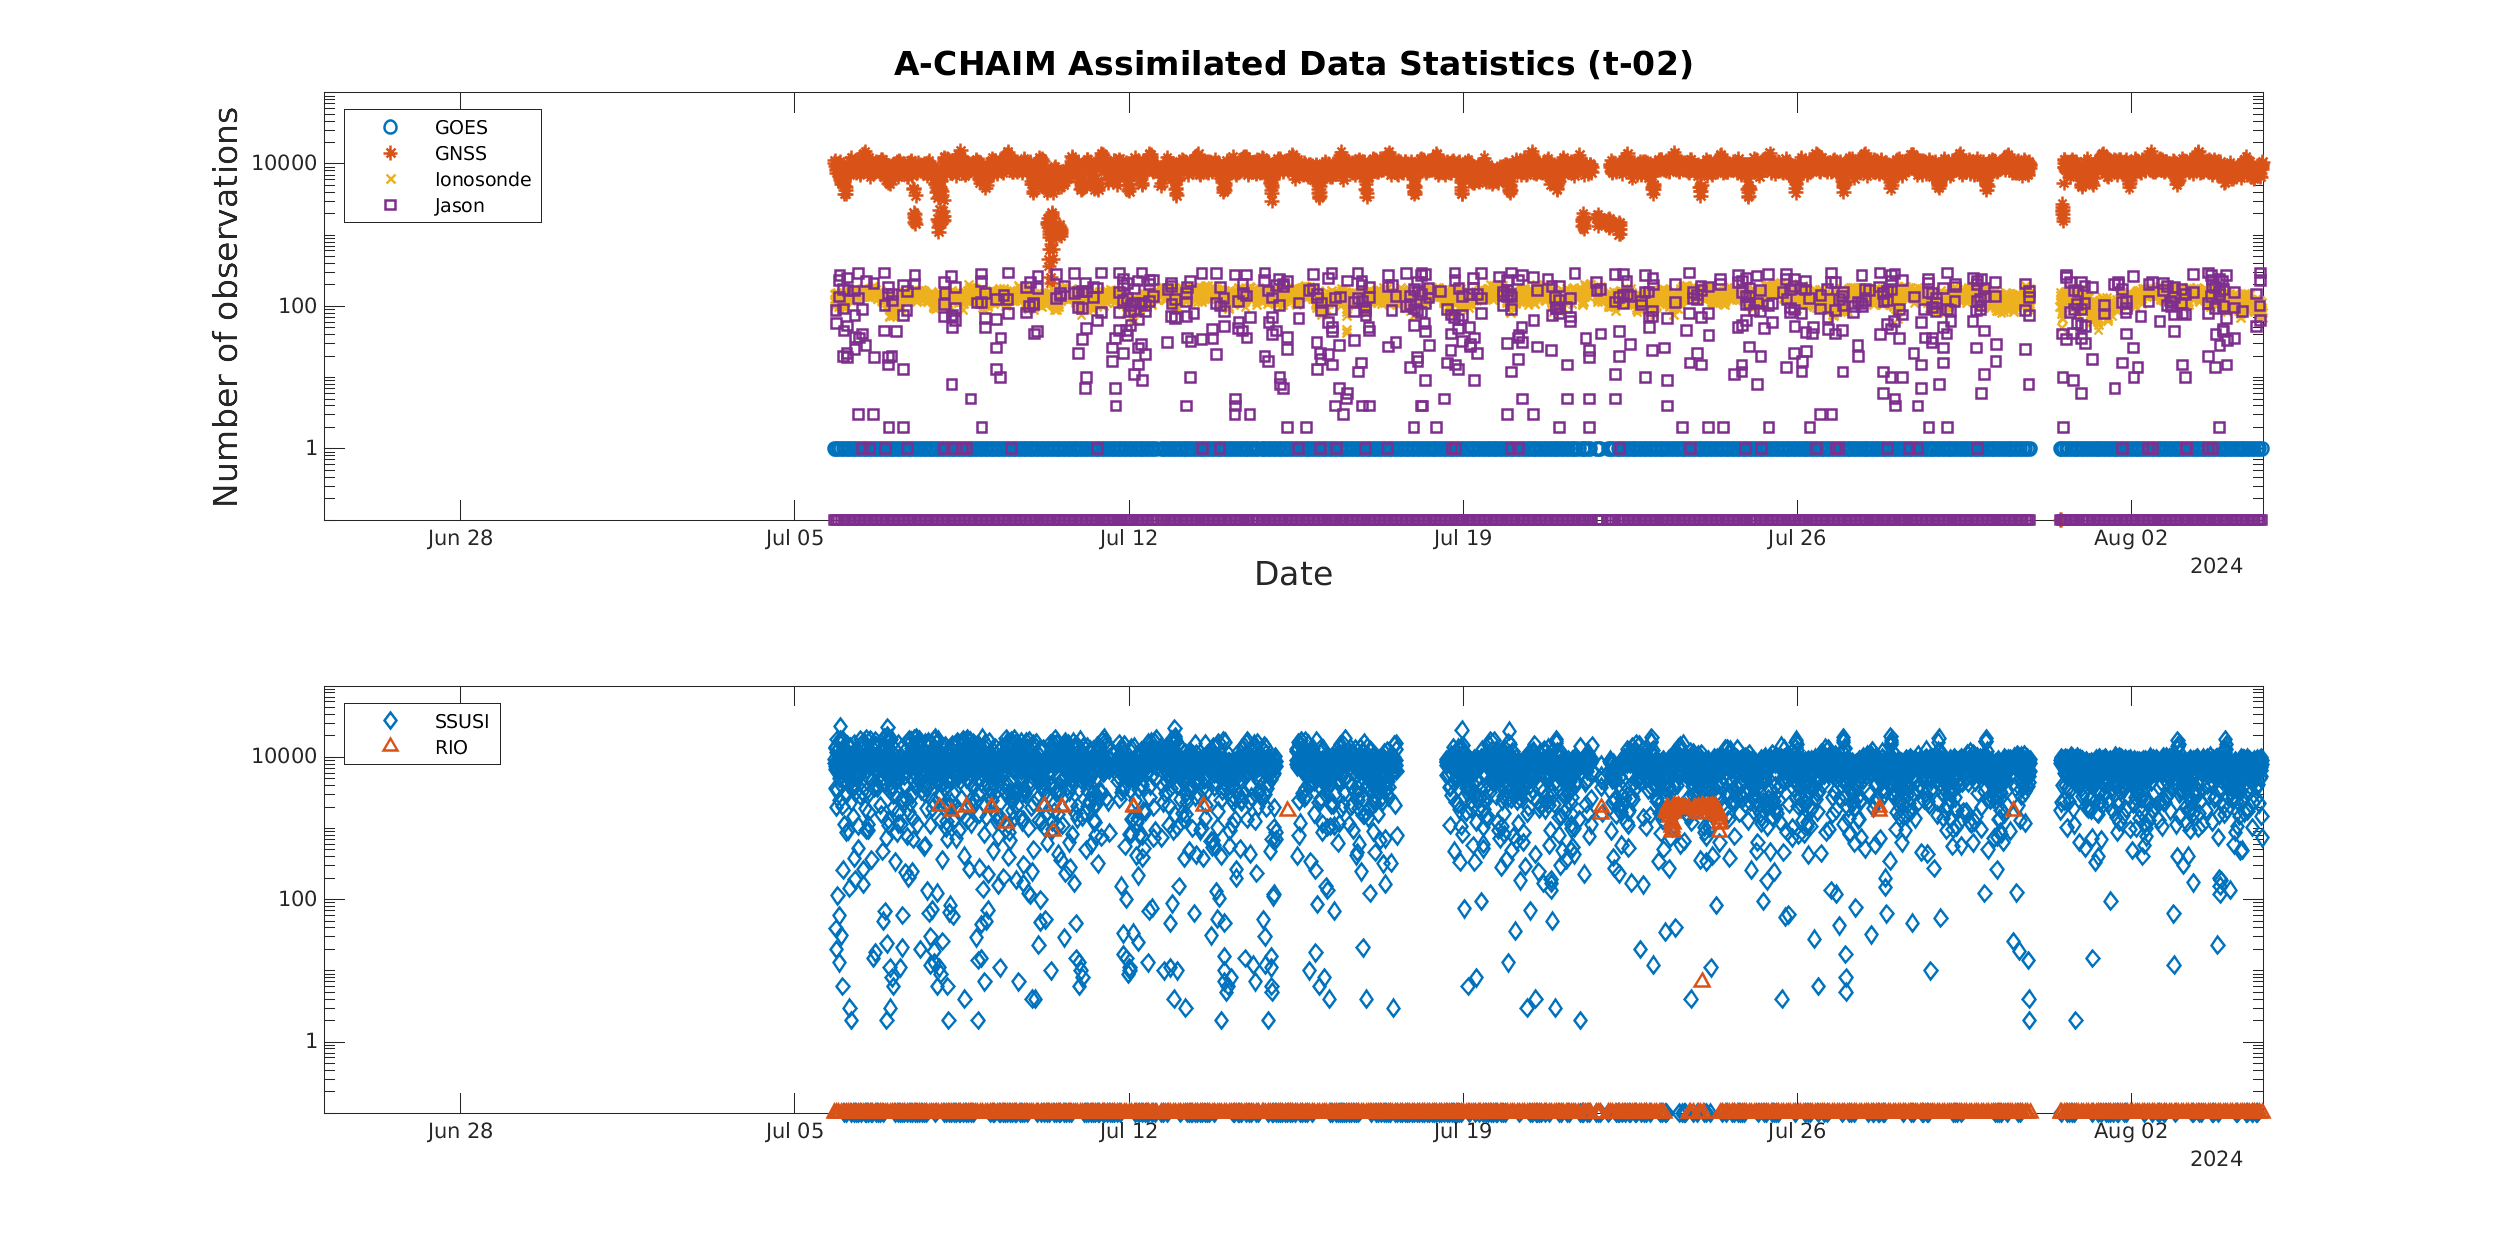 A-CHAIM Assimilated Data Statistics (t-02)
Number of observations
GOES
GNSS
Ionosonde
Jason
10000
100
1
Jun 28
Jul 05
Jul 12
Jul 19
Jul 26
Aug 02
2024
Date
SSUSI
RIO
10000
100
1
Jun 28
Jul 05
Jul 12
Jul 19
Jul 26
Aug 02
2024